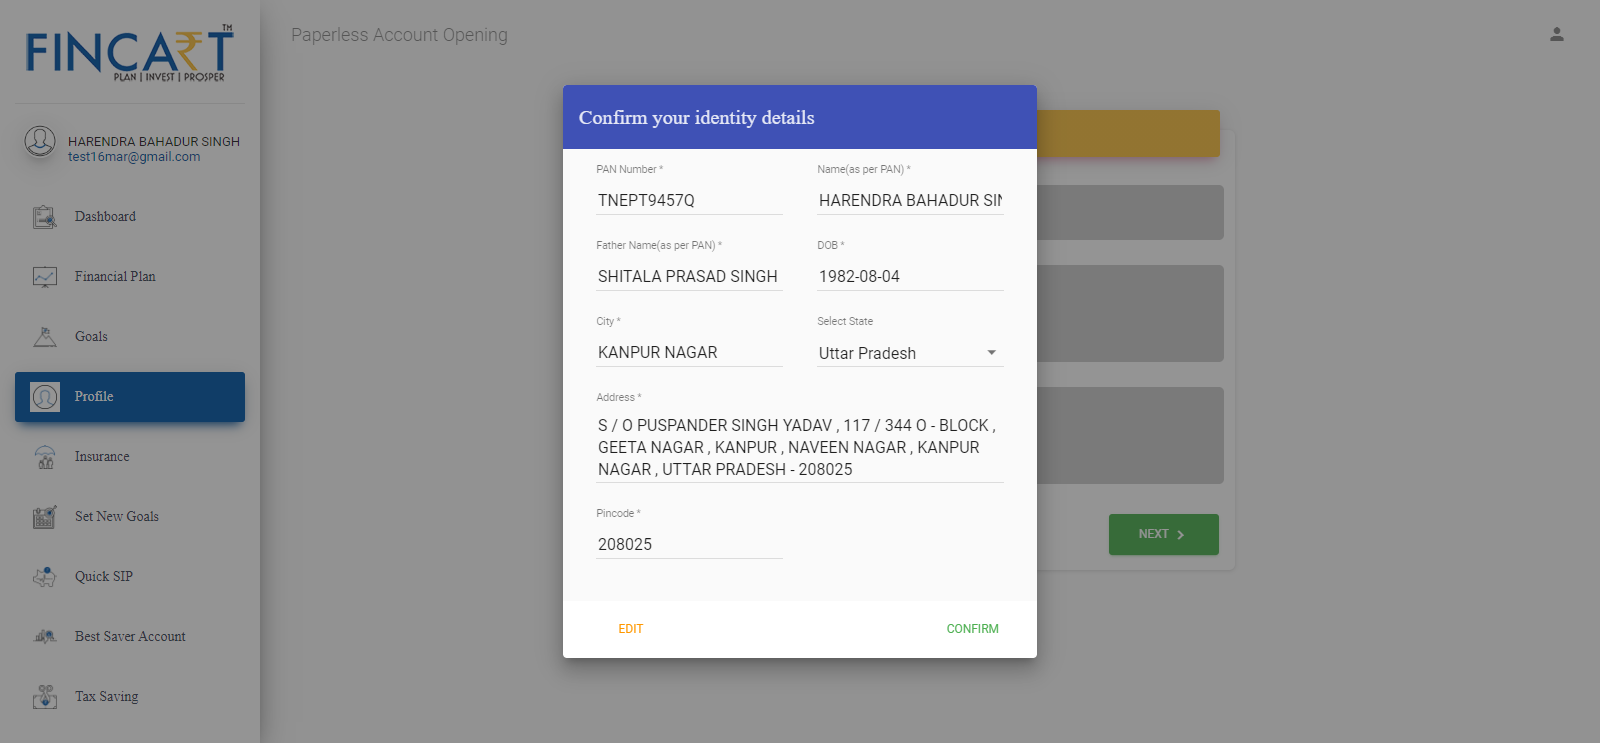 FINCART TM
PLAN | INVEST | PROSPER
HARENDRA BAHADUR SINGH
test16mar@gmail.com
Dashboard
Financial Plan
Goals
Profile
Insurance
Set New Goals
Quick SIP
Best Saver Account
Tax Saving
Paperless Account Opening
Confirm your identity details
PAN Number * Name(as per PAN) *
TNEPT9457Q HARENDRA BAHADUR SIN
Father Name(as per PAN) * DOB *
SHITALA PRASAD SINGH 1982-08-04
City * Select State
KANPUR NAGAR Uttar Pradesh
Address *
S / O PUSPANDER SINGH YADAV , 117 / 344 O - BLOCK ,
GEETA NAGAR , KANPUR , NAVEEN NAGAR , KANPUR
NAGAR , UTTAR PRADESH - 208025
Pincode *
208025
EDIT CONFIRM
NEXT